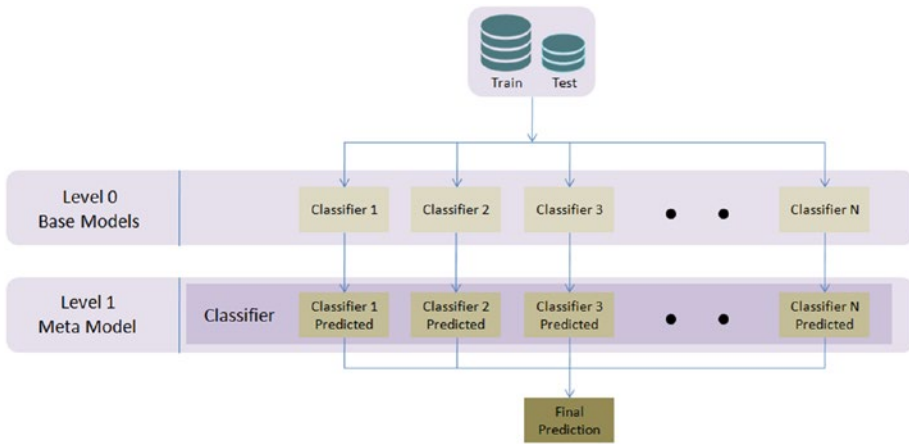 Train Test
Level 0
Base Models
Classifier 1 Classifier 2 Classifier 3 Classifier N
Level 1
Meta Model
Classifier
Classifier 1
Predicted
Classifier 2
Predicted
Classifier 3
Predicted
Classifier N
Predicted
Final
Prediction